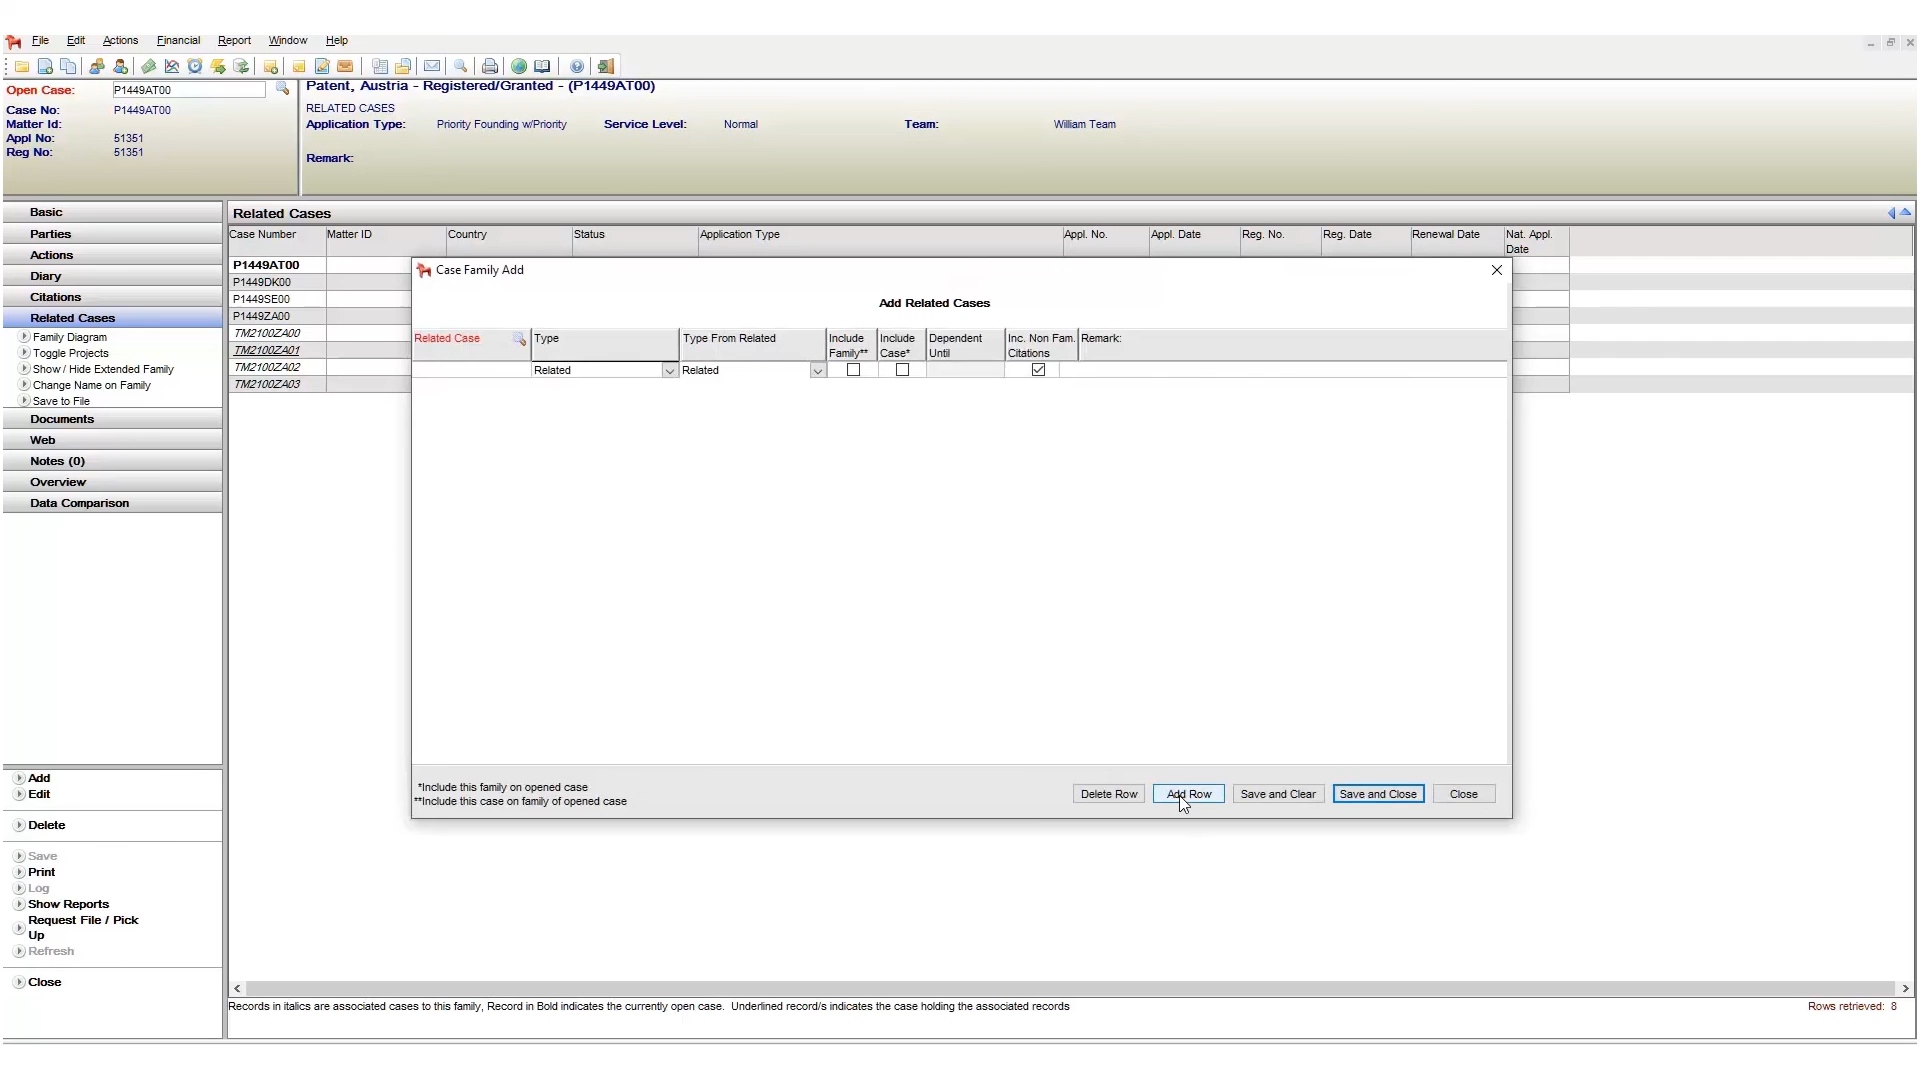 File Edit Actions Financial Report Window Help
Open Case: P1449AT00
Case No: P1449AT00
Matter Id:
Appl No: 51351
Reg No: 51351
Patent, Austria - Registered/Granted - (P1449AT00)
RELATED CASES
Application Type: Priority Founding w/Priority Service Level: Normal Team: William Team
Remark:
Basic
Parties
Actions
Diary
Citations
Related Cases
Family Diagram
Toggle Projects
Show / Hide Extended Family
Change Name on Family
Save to File
Documents
Web
Notes (0)
Overview
Data Comparison
Add
Edit
Delete
Save
Print
Log
Show Reports
Request File / Pick
Up
Refresh
Close
Related Cases
Case Number Matter ID Country Status Application Type Appl. No. Appl. Date Reg. No. Reg. Date Renewal Date Nat. Appl.
Date
P1449AT00
P1449DK00
P1449SE00
P1449ZA00
TM2100ZA00
TM2100ZA01
TM2100ZA02
TM2100ZA03
Case Family Add
Add Related Cases
Related Case Type Type From Related Include Include Dependent Inc. Non Fam. Remark:
Family** Case* Until Citations
Related Related
*Include this family on opened case
**Include this case on family of opened case
Delete Row Add Row Save and Clear Save and Close Close
Records in italics are associated cases to this family, Record in Bold indicates the currently open case. Underlined record/s indicates the case holding the associated records
Rows retrieved: 8